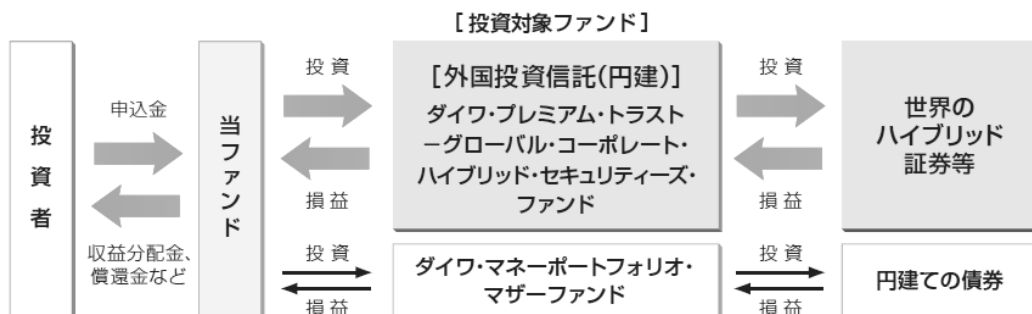 [投資対象ファンド]
投資者
申込金
収益分配金、
償還金など
当ファンド
投資
損益
[外国投資信託(円建)]
ダイワ・プレミアム・トラスト
－グローバル・コーポレート・
ハイブリッド・セキュリティーズ・
ファンド
投資
損益
世界の
ハイブリッド
証券等
投資
損益
ダイワ・マネーポートフォリオ・
マザーファンド
投資
損益
円建ての債券